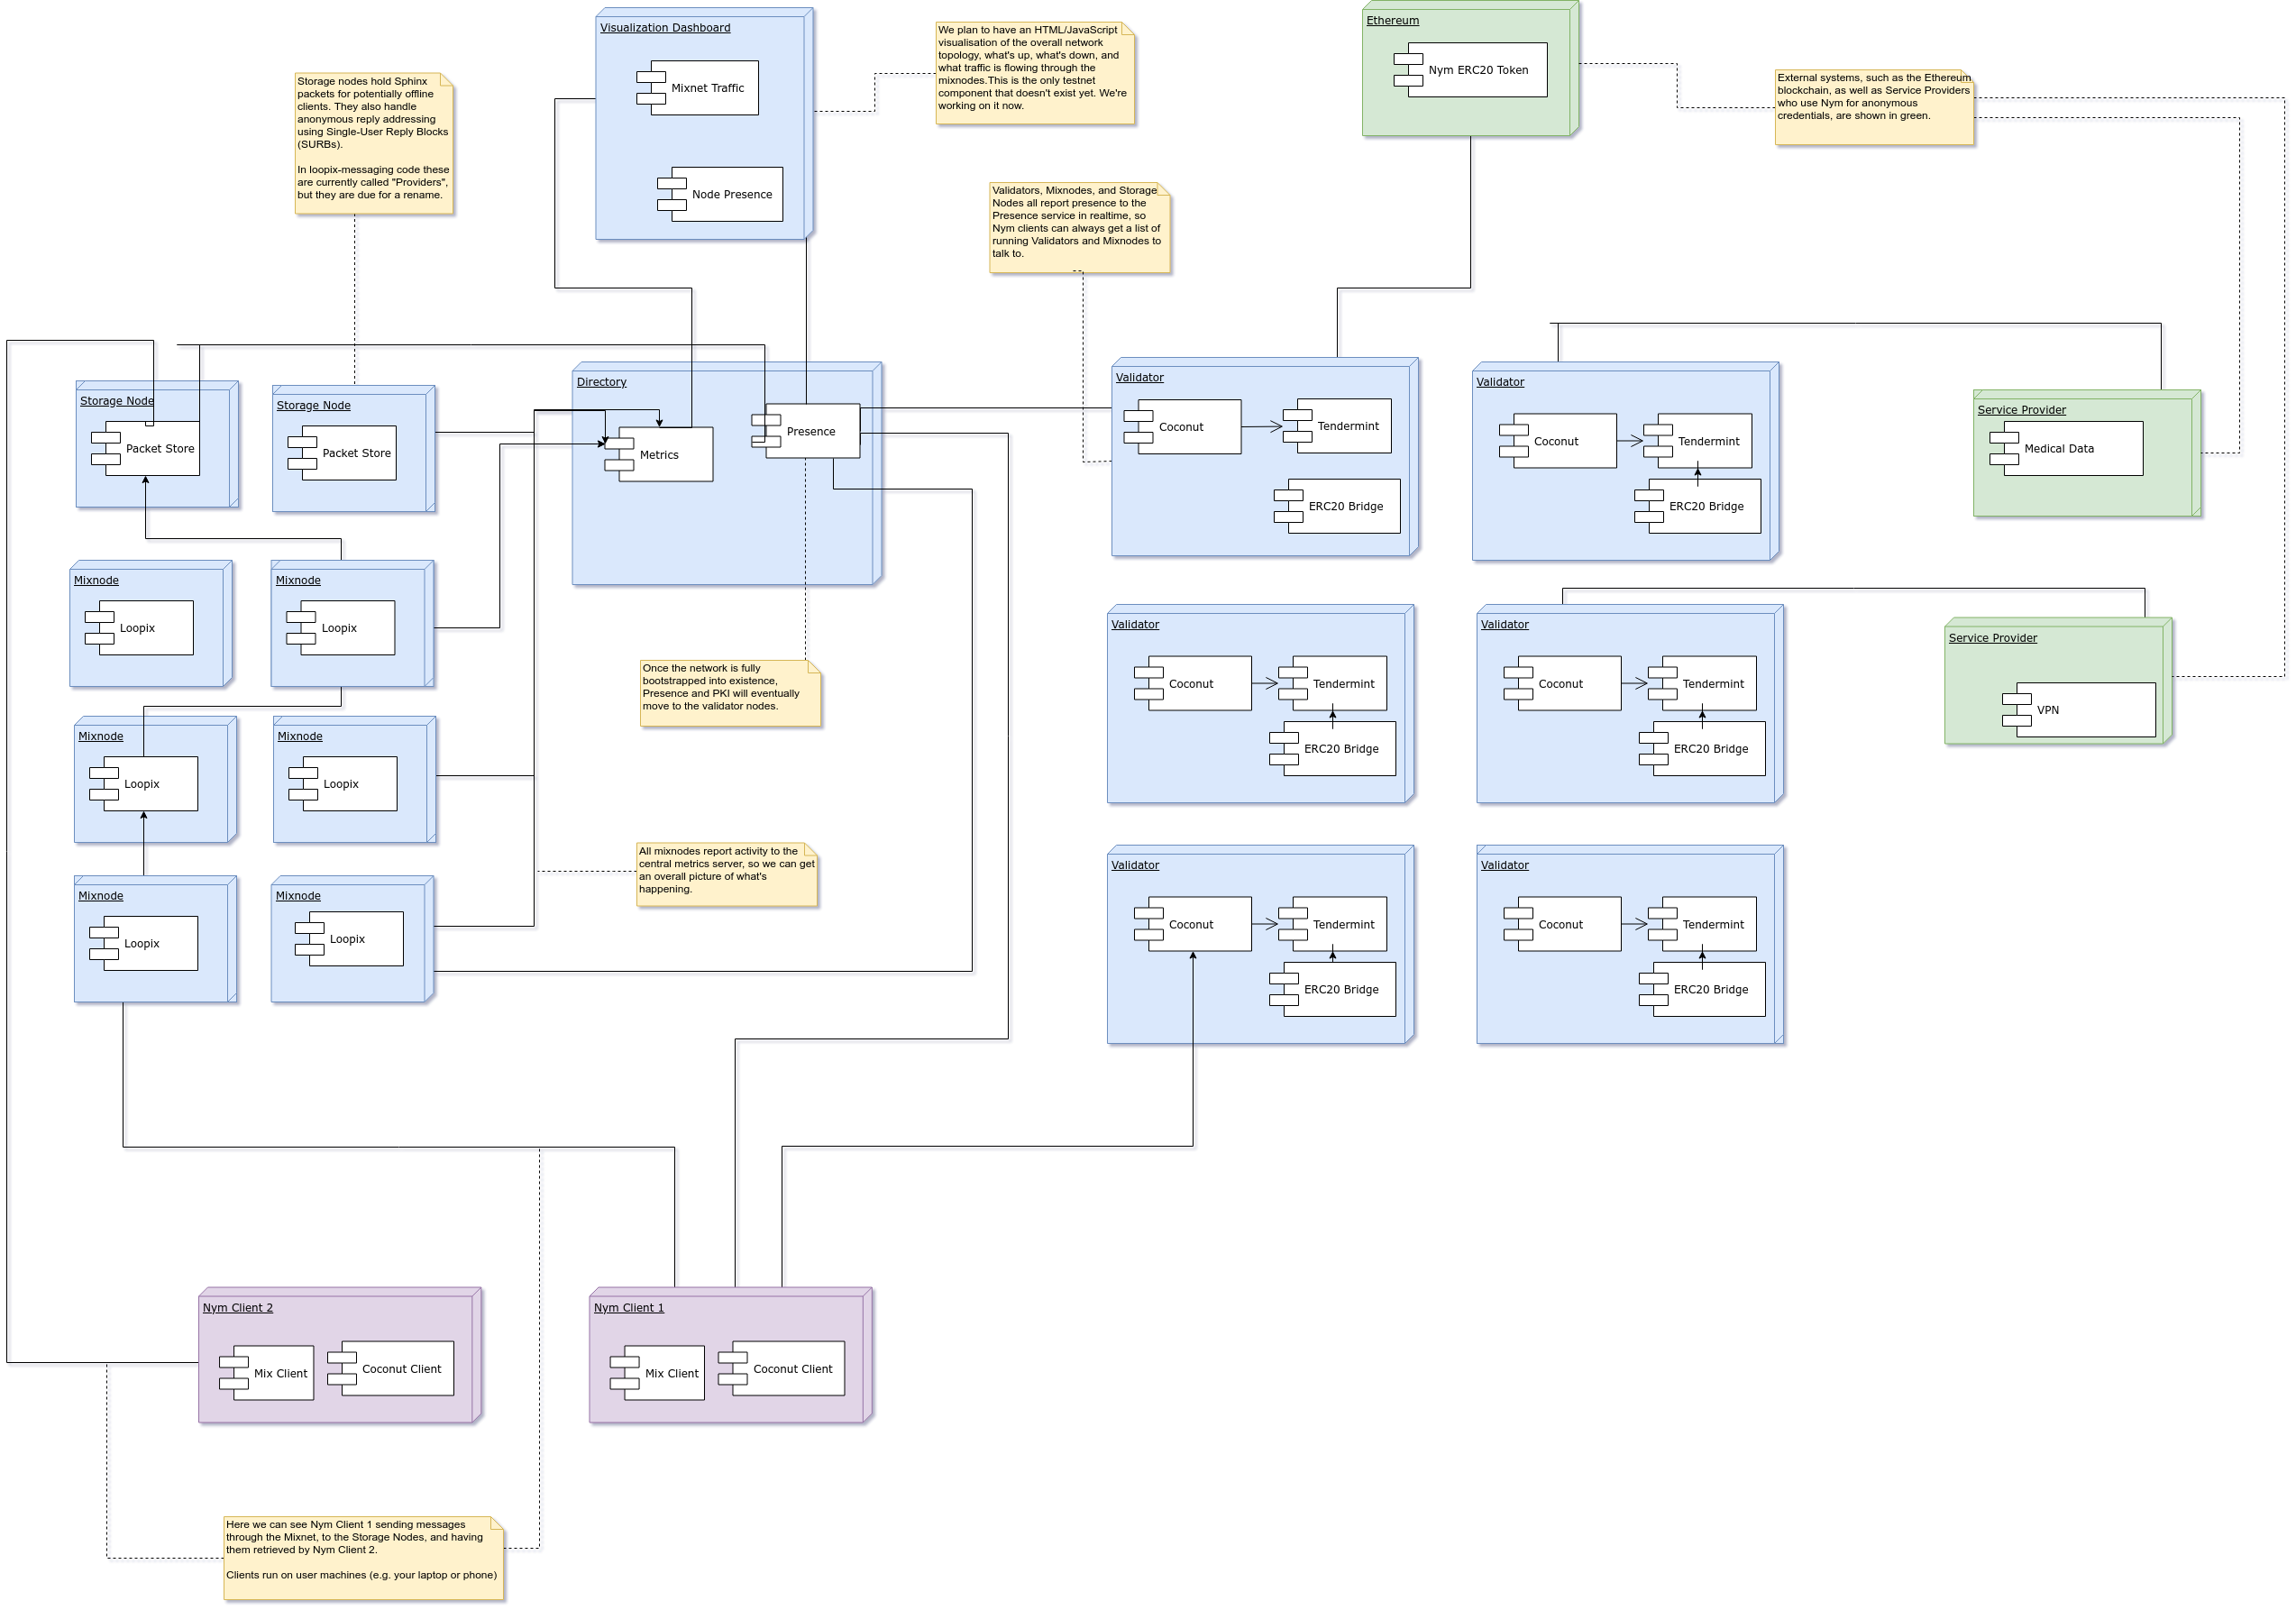 Visualization Dashboard
Mixnet Traffic
Node Presence
We plan to have an HTML/JavaScript
visualisation of the overall network
topology, what's up, what's down, and
what traffic is flowing through the
mixnodes.This is the only testnet
component that doesn't exist yet. We're
working on it now.
Ethereum
Nym ERC20 Token
External systems, such as the Ethereum
blockchain, as well as Service Providers
who use Nym for anonymous
credentials, are shown in green.
Storage nodes hold Sphinx
packets for potentially offline
clients. They also handle
anonymous reply addressing
using Single-User Reply Blocks
(SURBs).
In loopix-messaging code these
are currently called "Providers",
but they are due for a rename.
Validators, Mixnodes, and Storage
Nodes all report presence to the
Presence service in realtime, so
Nym clients can always get a list of
running Validators and Mixnodes to
talk to.
Storage Node
Packet Store
Storage Node
Packet Store
Directory
Metrics
Presence
Validator
Coconut
Tendermint
ERC20 Bridge
Validator
Coconut
Tendermint
ERC20 Bridge
Service Provider
Medical Data
Mixnode
Loopix
Mixnode
Loopix
Once the network is fully
bootstrapped into existence,
Presence and PKI will eventually
move to the validator nodes.
Validator
Coconut
Tendermint
ERC20 Bridge
Validator
Coconut
Tendermint
ERC20 Bridge
Service Provider
VPN
Mixnode
Loopix
Mixnode
Loopix
All mixnodes report activity to the
central metrics server, so we can get
an overall picture of what's
happening.
Mixnode
Loopix
Mixnode
Loopix
Validator
Coconut
Tendermint
ERC20 Bridge
Validator
Coconut
Tendermint
ERC20 Bridge
Nym Client 2
Mix Client
Coconut Client
Nym Client 1
Mix Client
Coconut Client
Here we can see Nym Client 1 sending messages
through the Mixnet, to the Storage Nodes, and having
them retrieved by Nym Client 2.
Clients run on user machines (e.g. your laptop or phone)